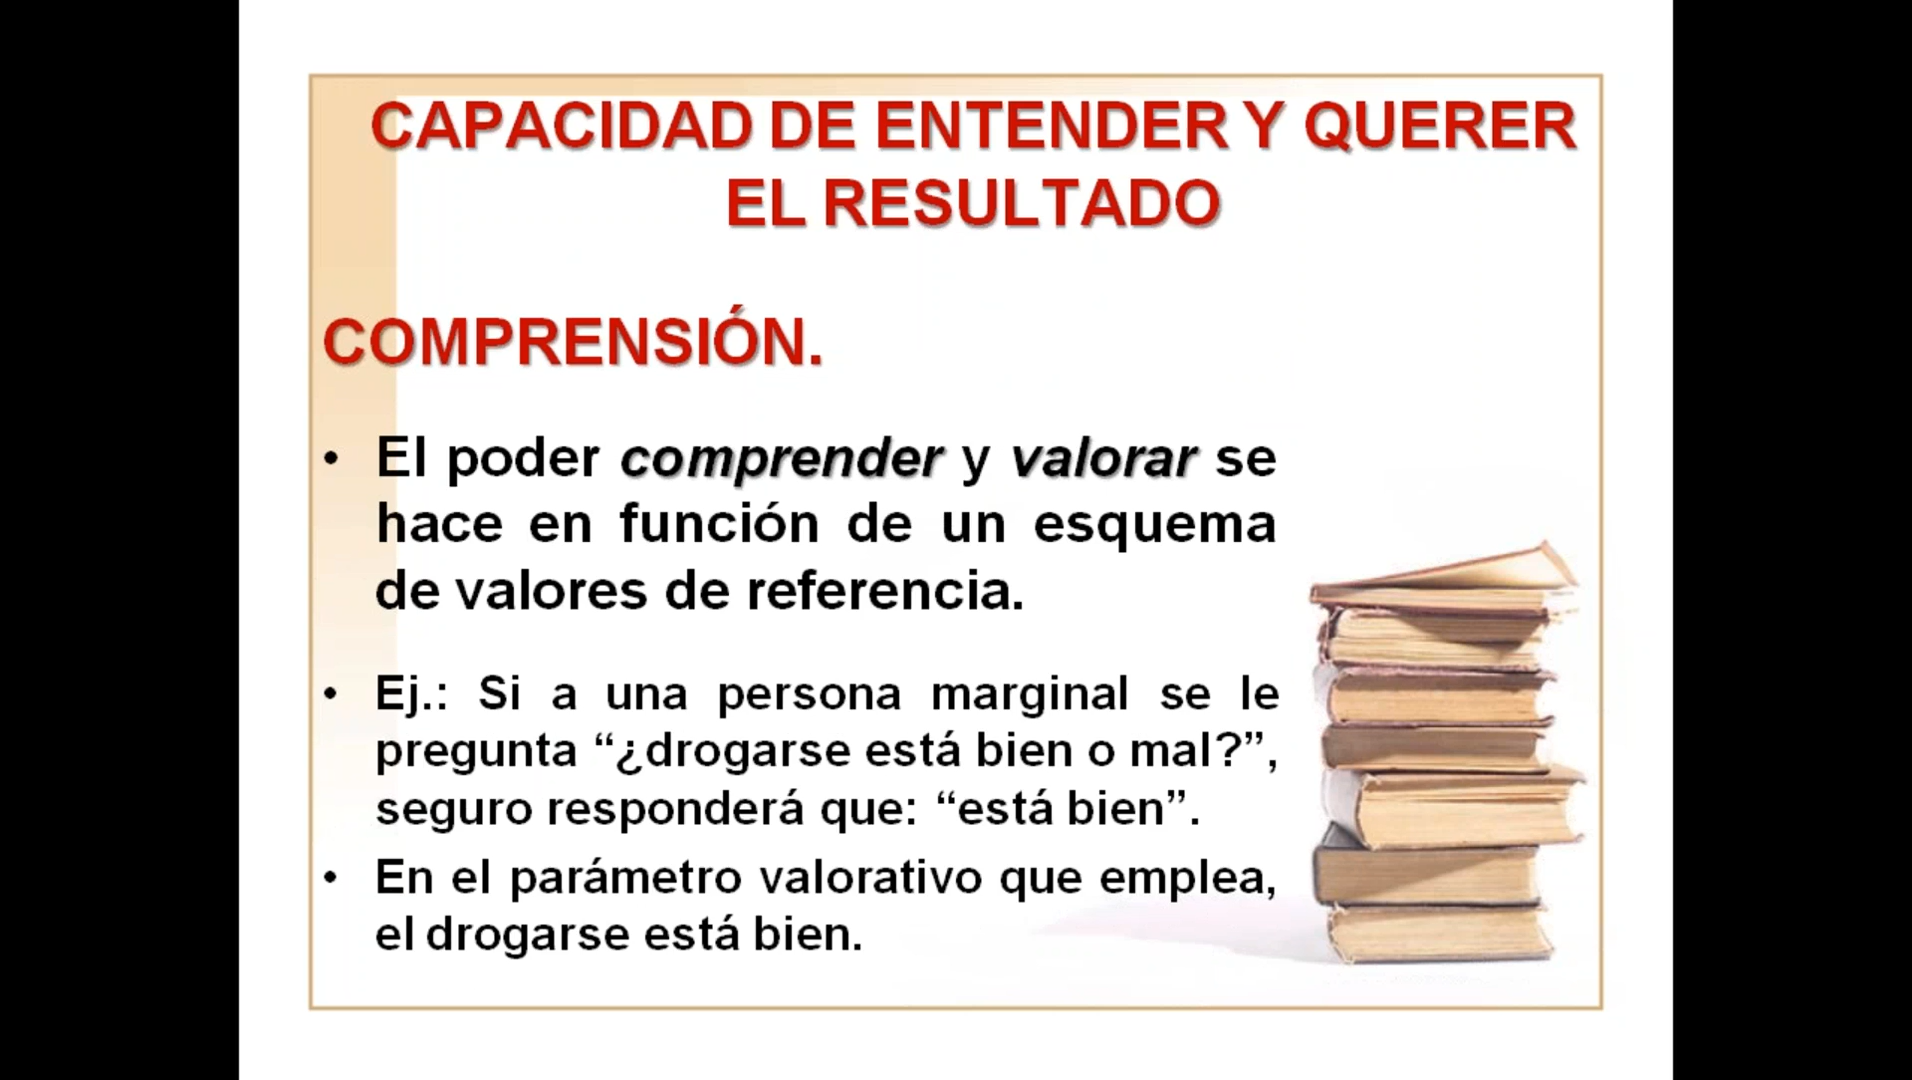 CAPACIDAD DE ENTENDER Y QUERER
EL RESULTADO
COMPRENSIÓN.
• El poder comprender y valorar se
hace en función de un esquema
de valores de referencia.
• Ej.: Si a una persona marginal se le
pregunta “¿drogarse está bien o mal?”,
seguro responderá que: “está bien”.
• En el parámetro valorativo que emplea,
el drogarse está bien.